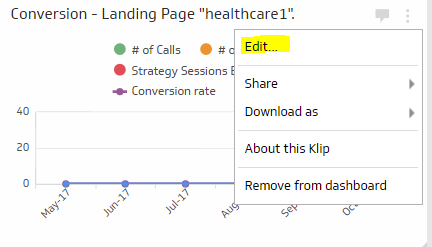 Conversion - Landing Page "healthcare1".
# of Calls
# o
Strategy Sessions
Conversion rate
Edit...
Share
Download as
About this Klip
Remove from dashboard
40
20
0
May-17
Jun-17
Jul-17